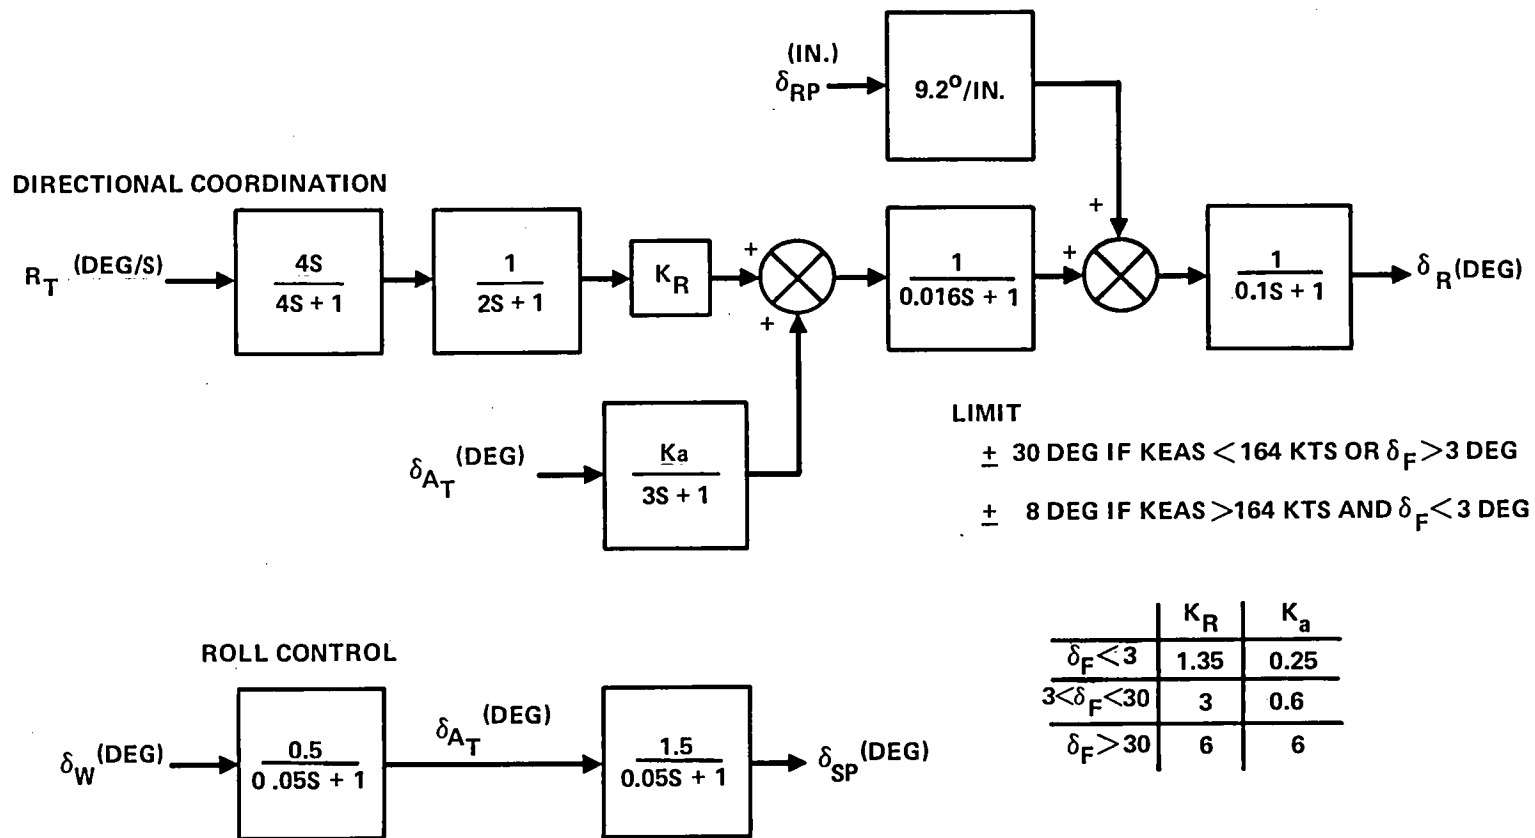 (IN.)
δRP
9.2°/IN.
+
DIRECTIONAL COORDINATION
RT (DEG/S)
4S
4S + 1
1
2S + 1
KR
+
+
1
0.016S + 1
+
1
0.1S + 1
δR (DEG)
δAT (DEG)
Ka
3S + 1
LIMIT
± 30 DEG IF KEAS < 164 KTS OR δF > 3 DEG
± 8 DEG IF KEAS > 164 KTS AND δF < 3 DEG
ROLL CONTROL
δW (DEG)
0.5
0.05S + 1
δAT (DEG)
1.5
0.05S + 1
δSP (DEG)
KR Ka
δF < 3 1.35 0.25
3 < δF < 30 3 0.6
δF > 30 6 6